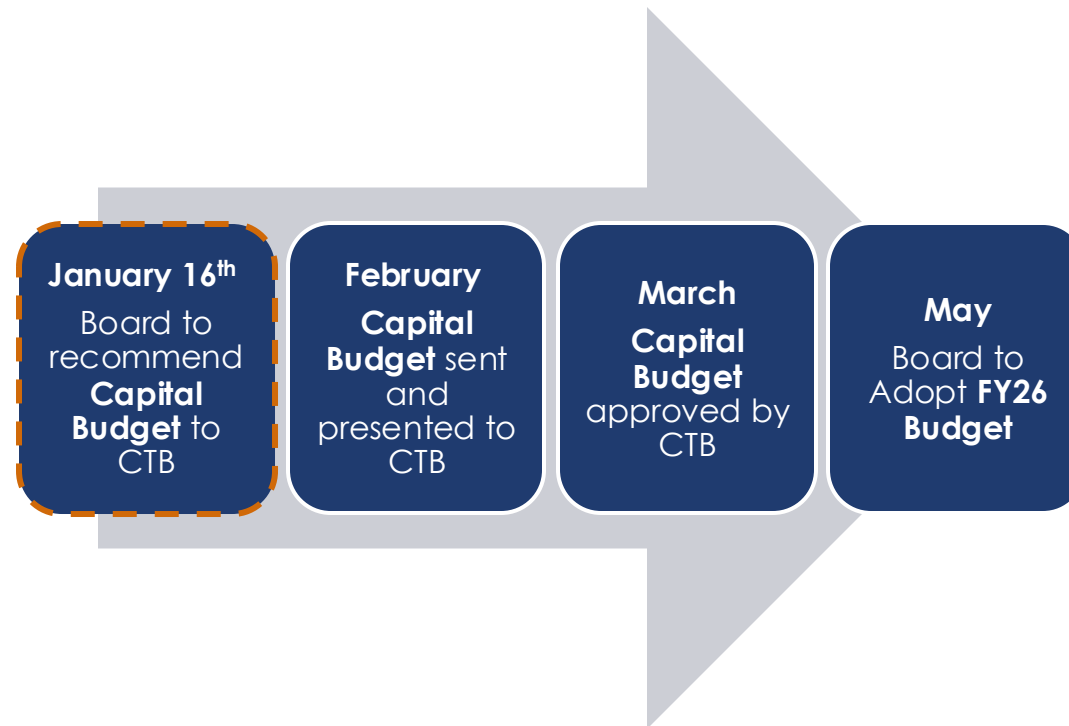 January 16th
Board to
recommend
Capital
Budget to
CTB
February
Capital
Budget sent
and
presented to
CTB
March
Capital
Budget
approved by
CTB
May
Board to
Adopt FY26
Budget